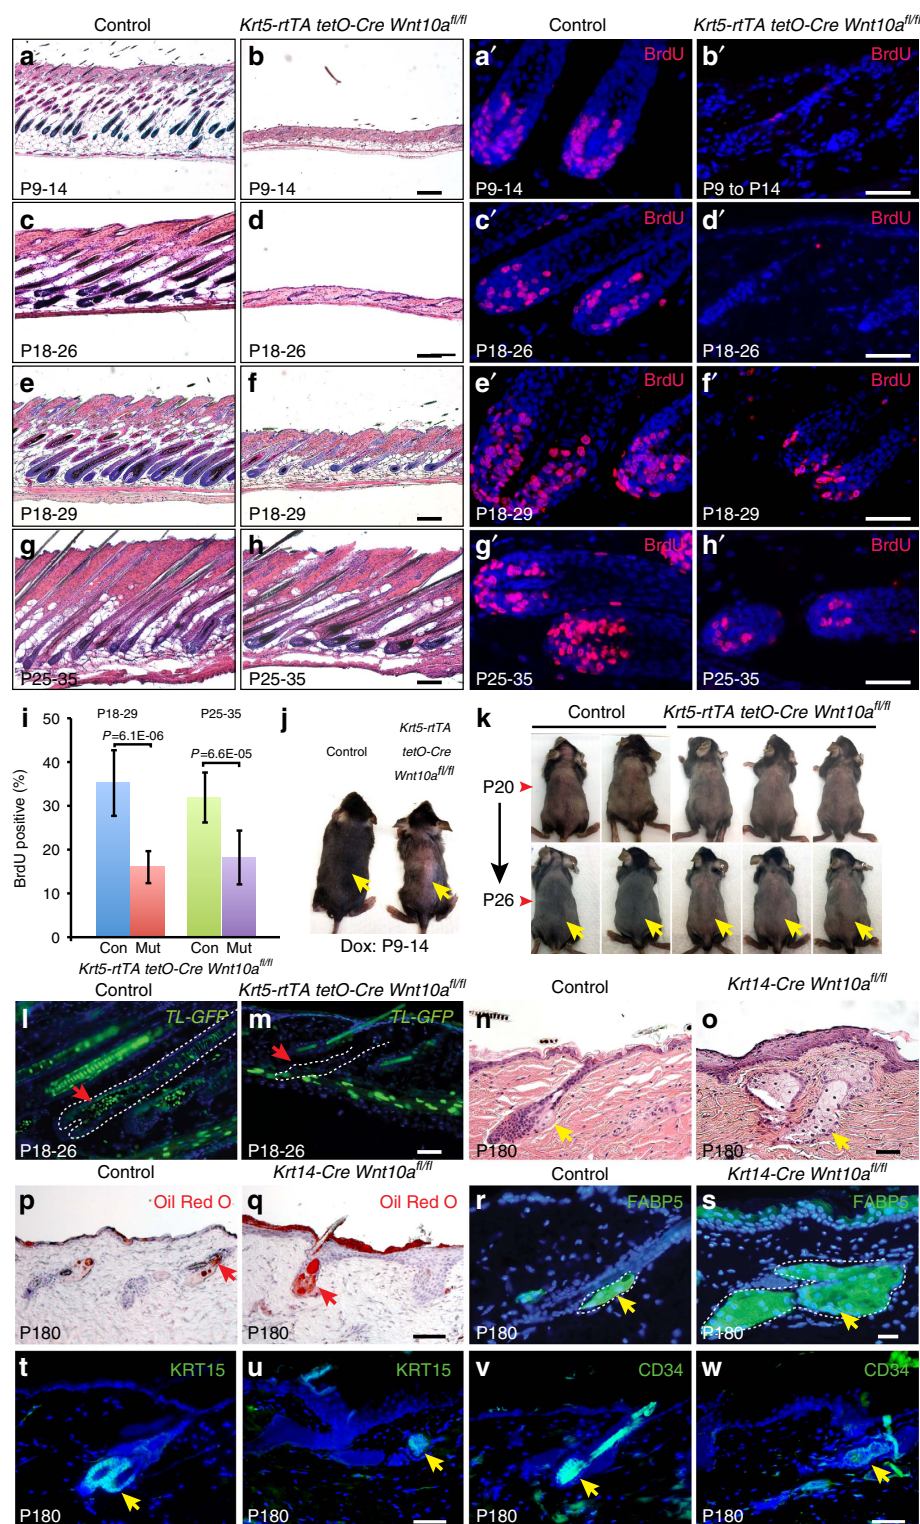 Control Krt5-rtTA tetO-Cre Wnt10a^fl/fl Control Krt5-rtTA tetO-Cre Wnt10a^fl/fl
a b a′ BrdU b′ BrdU
P9-14 P9-14 P9-14 P9 to P14
c d c′ BrdU d′ BrdU
P18-26 P18-26 P18-26 P18-26
e f e′ BrdU f′ BrdU
P18-29 P18-29 P18-29 P18-29
g h g′ BrdU h′ BrdU
P25-35 P25-35 P25-35 P25-35
i
BrdU positive (%)
50
40
30
20
10
0
P18-29 P25-35
P=6.1E-06 P=6.6E-05
Con Mut Con Mut
Krt5-rtTA tetO-Cre Wnt10a^fl/fl
j
Control
Krt5-rtTA
tetO-Cre
Wnt10a^fl/fl
Dox: P9-14
k
Control Krt5-rtTA tetO-Cre Wnt10a^fl/fl
P20
P26
Control Krt5-rtTA tetO-Cre Wnt10a^fl/fl Control Krt14-Cre Wnt10a^fl/fl
l TL-GFP m TL-GFP n o
P18-26 P18-26 P180 P180
Control Krt14-Cre Wnt10a^fl/fl Control Krt14-Cre Wnt10a^fl/fl
p Oil Red O q Oil Red O r FABP5 s FABP5
P180 P180 P180 P180
t KRT15 u KRT15 v CD34 w CD34
P180 P180 P180 P180